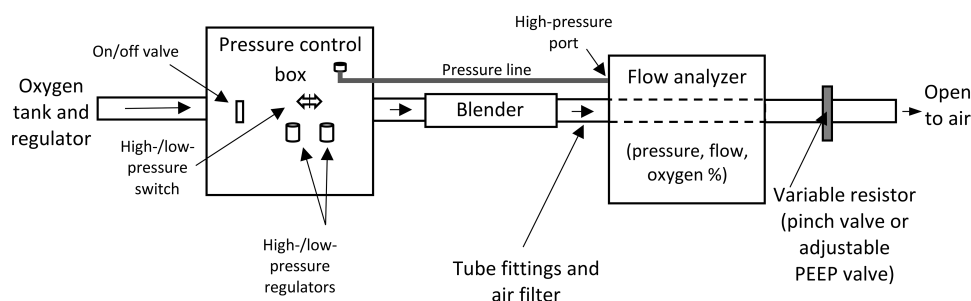 Oxygen
tank and
regulator
On/off valve
High-/low-
pressure
switch
Pressure control
box
High-/low-
pressure
regulators
Pressure line
Blender
High-pressure
port
Tube fittings and
air filter
Flow analyzer
(pressure, flow,
oxygen %)
Variable resistor
(pinch valve or
adjustable
PEEP valve)
Open
to air